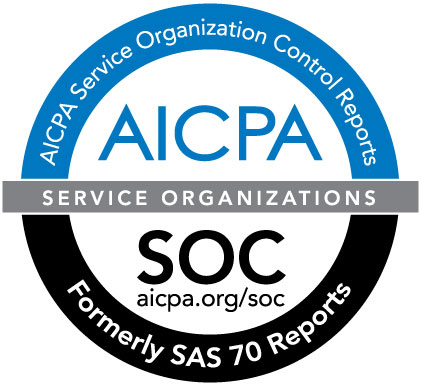 AICPA Service Organization Control Reports
AICPA
SERVICE ORGANIZATIONS
SOC
aicpa.org/soc
Formerly SAS 70 Reports